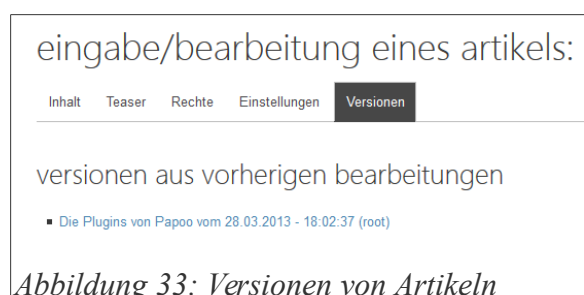 eingabe/bearbeitung eines artikels:
Inhalt Teaser Rechte Einstellungen Versionen
versionen aus vorherigen bearbeitungen
Die Plugins von Papoo vom 28.03.2013 - 18:02:37 (root)
Abbildung 33: Versionen von Artikeln